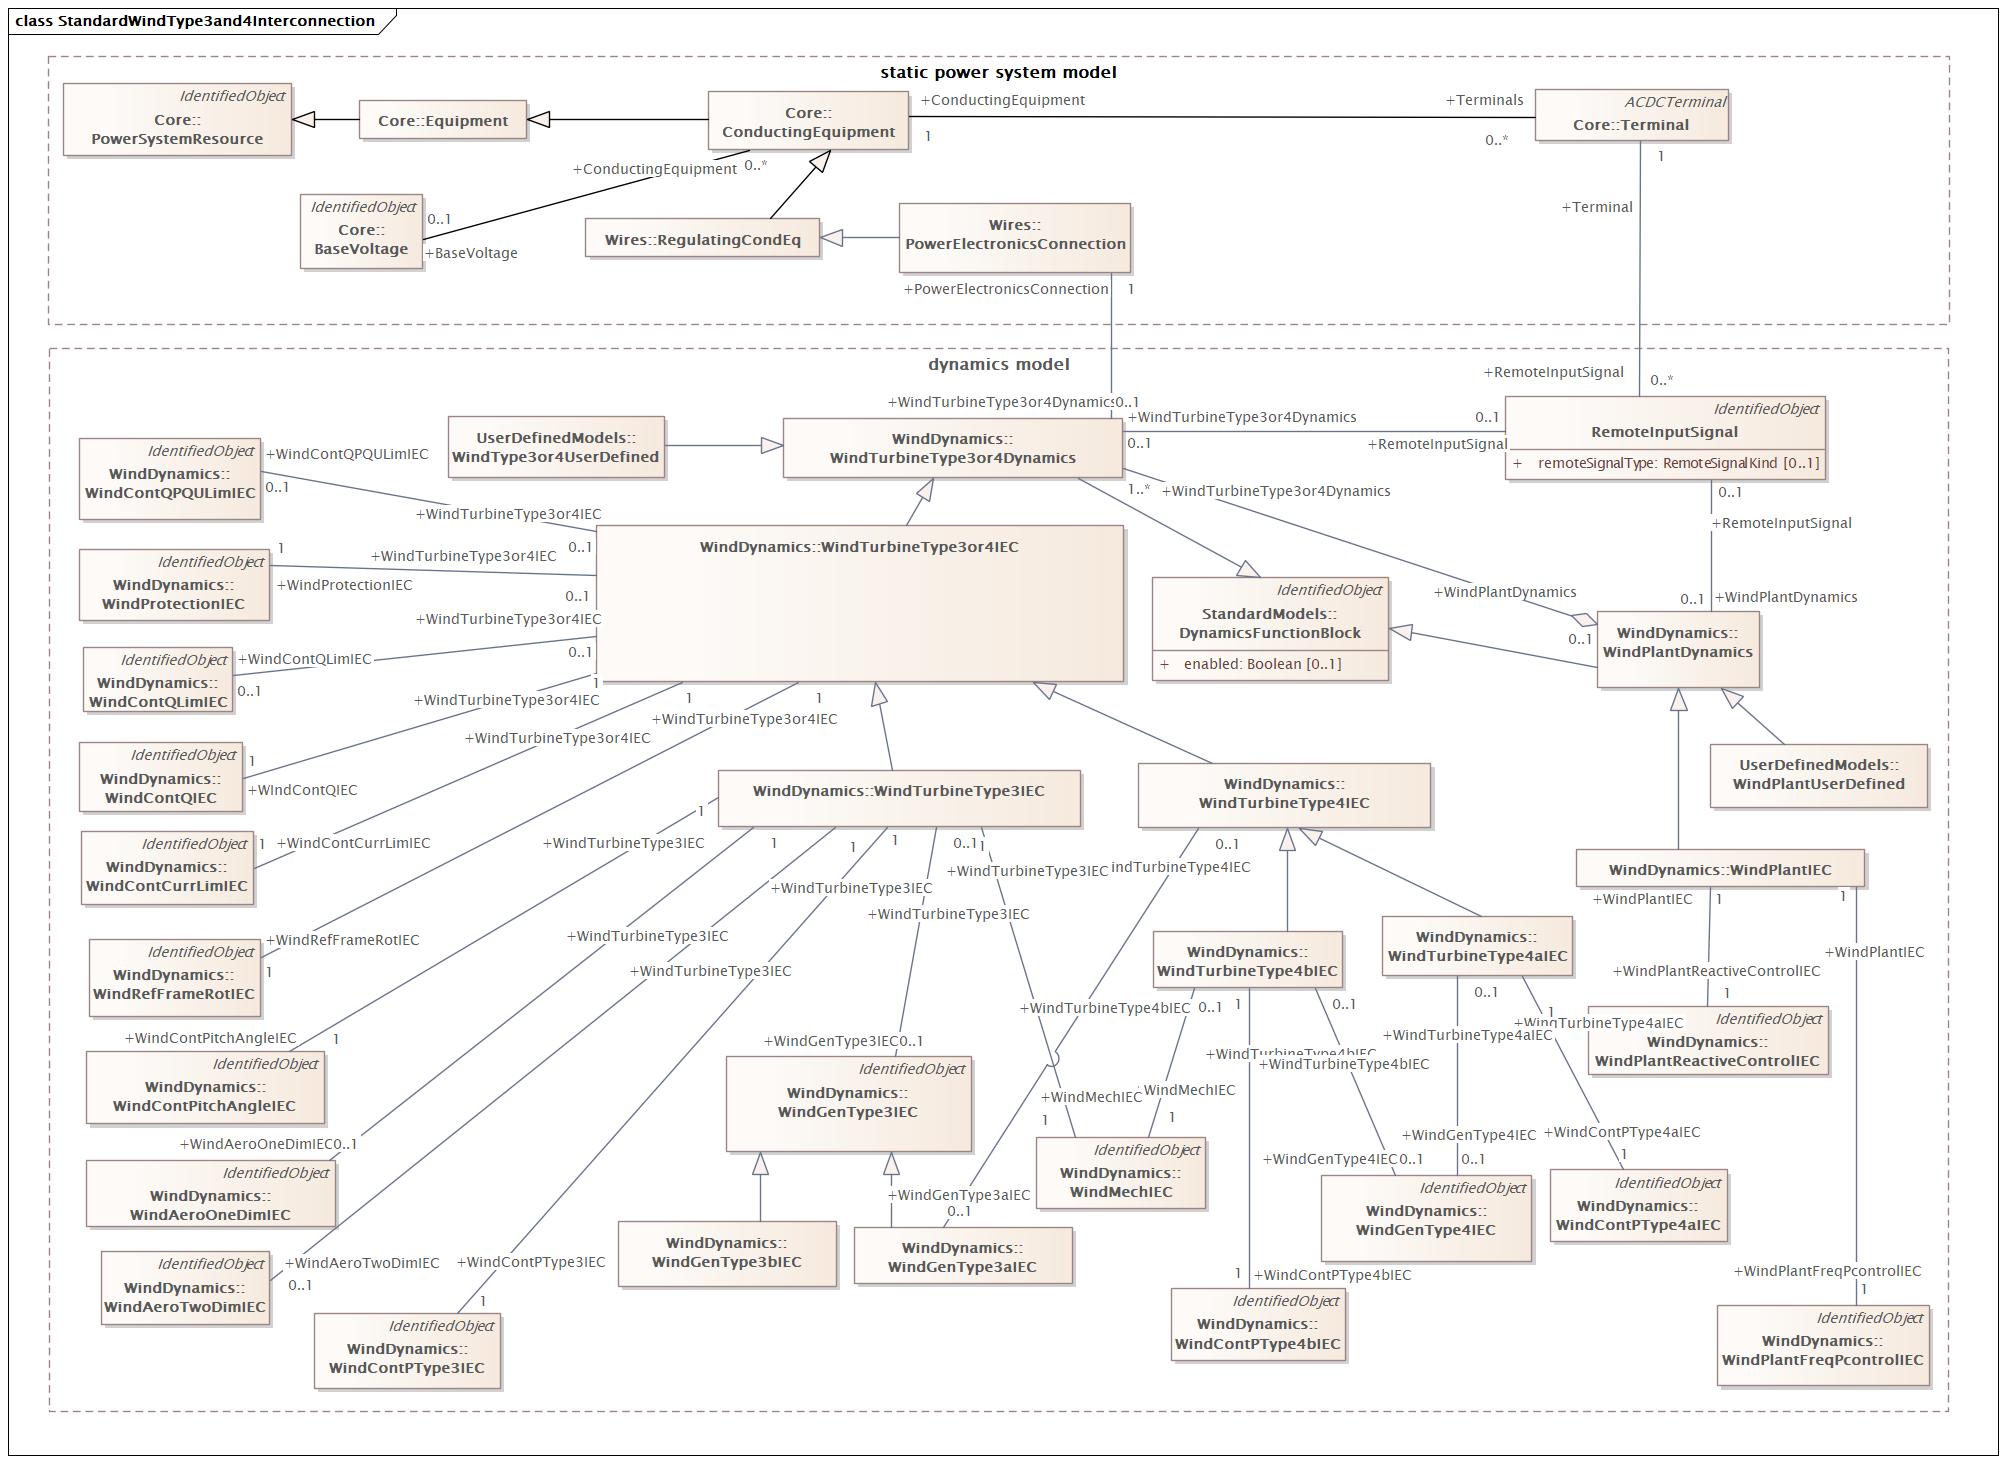 class StandardWindType3and4Interconnection
static power system model
IdentifiedObject
Core::
PowerSystemResource
Core::Equipment
Core::
ConductingEquipment
+ConductingEquipment
1
+Terminals
0..*
ACDCTerminal
Core::Terminal
1
+Terminal
+ConductingEquipment
0..*
IdentifiedObject
Core::
BaseVoltage
0..1
+BaseVoltage
Wires::RegulatingCondEq
Wires::
PowerElectronicsConnection
+PowerElectronicsConnection
1
dynamics model
+RemoteInputSignal
0..*
+WindTurbineType3or4Dynamics
0..1
UserDefinedModels::
WindType3or4UserDefined
WindDynamics::
WindTurbineType3or4Dynamics
+WindTurbineType3or4Dynamics
0..1
0..1
+RemoteInputSignal
IdentifiedObject
RemoteInputSignal
+ remoteSignalType: RemoteSignalKind [0..1]
0..1
+RemoteInputSignal
1..*
+WindTurbineType3or4Dynamics
IdentifiedObject
WindDynamics::
WindContQPQULimIEC
+WindContQPQULimIEC
0..1
+WindTurbineType3or4IEC
0..1
WindDynamics::WindTurbineType3or4IEC
IdentifiedObject
WindDynamics::
WindProtectionIEC
1
+WindProtectionIEC
+WindTurbineType3or4IEC
0..1
IdentifiedObject
StandardModels::
DynamicsFunctionBlock
+ enabled: Boolean [0..1]
+WindPlantDynamics
0..1
0..1
+WindPlantDynamics
WindDynamics::
WindPlantDynamics
+WindTurbineType3or4IEC
0..1
IdentifiedObject
WindDynamics::
WindContQLimIEC
+WindContQLimIEC
0..1
1
+WindTurbineType3or4IEC
1
+WindTurbineType3or4IEC
1
+WindTurbineType3or4IEC
IdentifiedObject
WindDynamics::
WindContQIEC
1
+WIndContQIEC
WindDynamics::WindTurbineType3IEC
WindDynamics::
WindTurbineType4IEC
UserDefinedModels::
WindPlantUserDefined
IdentifiedObject
WindDynamics::
WindContCurrLimIEC
1
+WindContCurrLimIEC
1
+WindTurbineType3IEC
1
1
1
0..1
1
+WindTurbineType3IEC
0..1
indTurbineType4IEC
WindDynamics::WindPlantIEC
+WindPlantIEC
1
1
+WindPlantIEC
+WindTurbineType3IEC
+WindTurbineType3IEC
+WindTurbineType3IEC
+WindTurbineType3IEC
IdentifiedObject
WindDynamics::
WindRefFrameRotIEC
+WindRefFrameRotIEC
1
WindDynamics::
WindTurbineType4bIEC
WindDynamics::
WindTurbineType4aIEC
+WindPlantReactiveControlIEC
1
+WindTurbineType4bIEC
0..1
1
0..1
0..1
1
+WindTurbineType4aIEC
+WindTurbineType4aIEC
IdentifiedObject
WindDynamics::
WindPlantReactiveControlIEC
+WindContPitchAngleIEC
1
IdentifiedObject
WindDynamics::
WindContPitchAngleIEC
+WindGenType3IEC
0..1
IdentifiedObject
WindDynamics::
WindGenType3IEC
+WindTurbineType4bIEC
+WindTurbineType4bIEC
+WindMechIEC
1
WindMechIEC
1
IdentifiedObject
WindDynamics::
WindMechIEC
+WindAeroOneDimIEC
0..1
IdentifiedObject
WindDynamics::
WindAeroOneDimIEC
+WindGenType4IEC
0..1
+WindGenType4IEC
0..1
+WindContPType4aIEC
1
IdentifiedObject
WindDynamics::
WindGenType4IEC
IdentifiedObject
WindDynamics::
WindContPType4aIEC
+WindGenType3aIEC
0..1
WindDynamics::
WindGenType3bIEC
WindDynamics::
WindGenType3aIEC
IdentifiedObject
WindDynamics::
WindAeroTwoDimIEC
+WindAeroTwoDimIEC
0..1
+WindContPType3IEC
1
IdentifiedObject
WindDynamics::
WindContPType3IEC
1
+WindContPType4bIEC
IdentifiedObject
WindDynamics::
WindContPType4bIEC
+WindPlantFreqPcontrolIEC
1
IdentifiedObject
WindDynamics::
WindPlantFreqPcontrolIEC